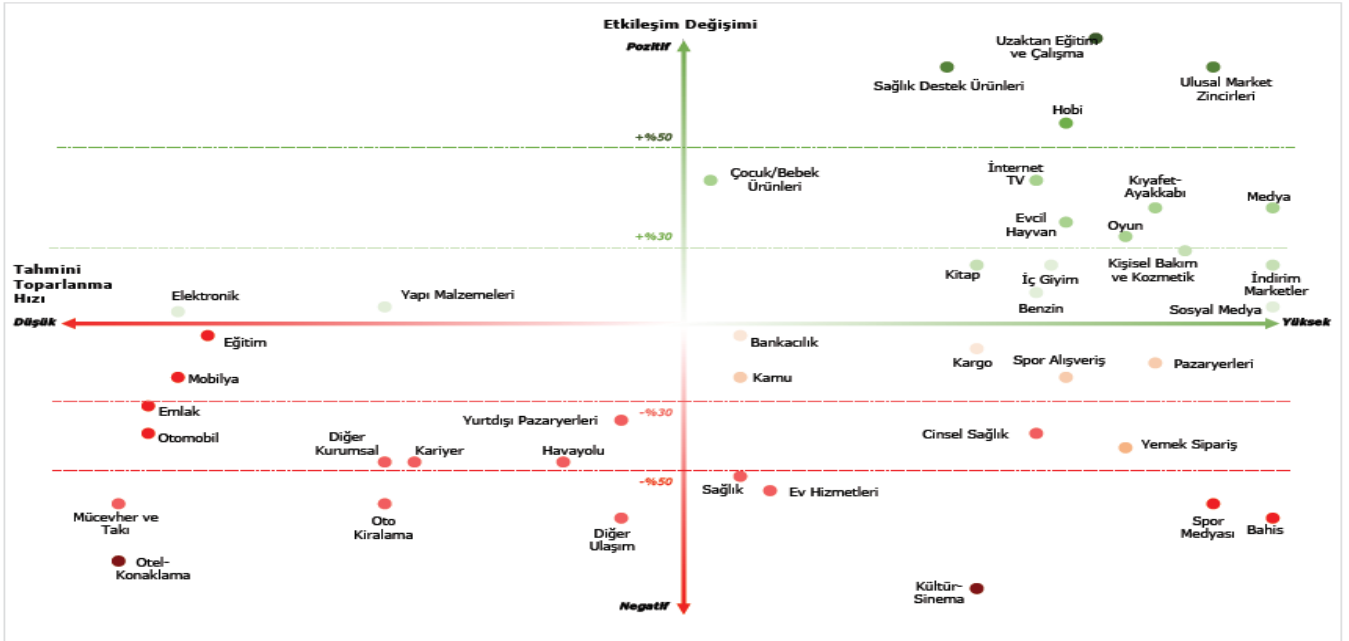 Etkileşim Değişimi
Pozitif
Uzaktan Eğitim
ve Çalışma
Sağlık Destek Ürünleri
Ulusal Market
Zincirleri
Hobi
+%50
Çocuk/Bebek
Ürünleri
İnternet
TV
Kıyafet-
Ayakkabı
Medya
Evcil
Hayvan
Oyun
+%30
Kitap
İç Giyim
Kişisel Bakım
ve Kozmetik
İndirim
Marketler
Tahmini
Toparlanma
Hızı
Elektronik
Yapı Malzemeleri
Benzin
Sosyal Medya
Düşük
Yüksek
Eğitim
Bankacılık
Kargo
Spor Alışveriş
Pazaryerleri
Mobilya
Kamu
Emlak
-%30
Otomobil
Yurtdışı Pazaryerleri
Cinsel Sağlık
Yemek Sipariş
Diğer
Kurumsal
Kariyer
Havayolu
-%50
Sağlık
Ev Hizmetleri
Mücevher ve
Takı
Oto
Kiralama
Diğer
Ulaşım
Spor
Medyası
Bahis
Otel-
Konaklama
Kültür-
Sinema
Negatif